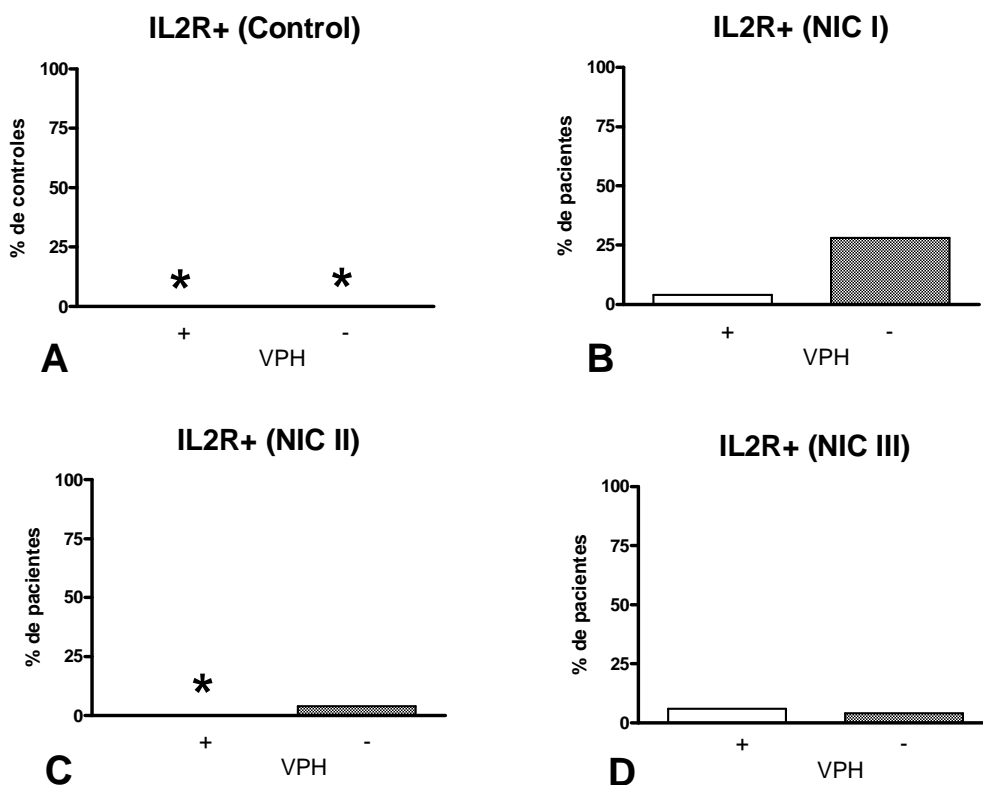 IL2R+ (Control)
100
75
50
25
0
% de controles
*
*
+
-
VPH
A
IL2R+ (NIC I)
100
75
50
25
0
% de pacientes
+
-
VPH
B
IL2R+ (NIC II)
100
75
50
25
0
% de pacientes
*
+
-
VPH
C
IL2R+ (NIC III)
100
75
50
25
0
% de pacientes
+
-
VPH
D